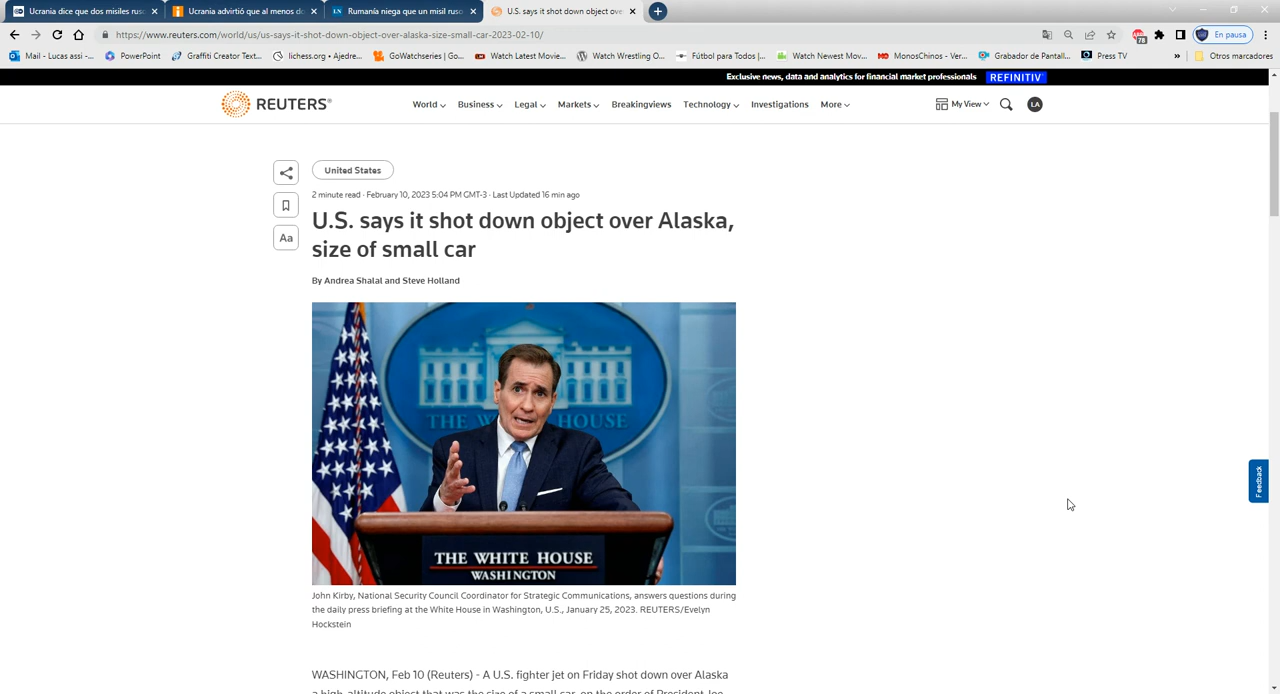 Ucrania dice que dos misiles rus
Ucrania advirtió que al menos do
Rumanía niega que un misil ruso
U.S. says it shot down object ove
https://www.reuters.com/world/us/us-says-it-shot-down-object-over-alaska-size-small-car-2023-02-10/
78
En pausa
Mail - Lucas assi -...
PowerPoint
Graffiti Creator Text...
lichess.org • Ajedre...
GoWatchseries | Go...
Watch Latest Movi...
Watch Wrestling O...
Fútbol para Todos |...
Watch Newest Mov...
MonosChinos - Ver...
Grabador de Pantall...
Press TV
»
Otros marcadores
Exclusive news, data and analytics for financial market professionals
REFINITIV
REUTERS®
World
Business
Legal
Markets
Breakingviews
Technology
Investigations
More
My View
LA
United States
2 minute read · February 10, 2023 5:04 PM GMT-3 · Last Updated 16 min ago
Aa
U.S. says it shot down object over Alaska,
size of small car
By Andrea Shalal and Steve Holland
THE WHITE HOUSE
THE WHITE HOUSE
WASHINGTON
Feedback
John Kirby, National Security Council Coordinator for Strategic Communications, answers questions during
the daily press briefing at the White House in Washington, U.S., January 25, 2023. REUTERS/Evelyn
Hockstein
WASHINGTON, Feb 10 (Reuters) - A U.S. fighter jet on Friday shot down over Alaska
a high-altitude object that was the size of a small car, on the order of President Joe